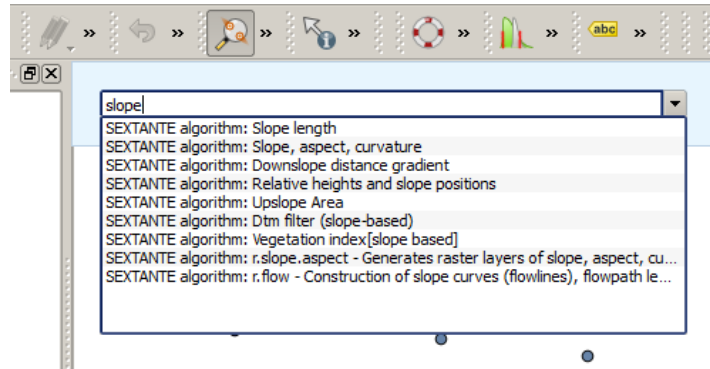 » » » » » abc »
slope
SEXTANTE algorithm: Slope length
SEXTANTE algorithm: Slope, aspect, curvature
SEXTANTE algorithm: Downslope distance gradient
SEXTANTE algorithm: Relative heights and slope positions
SEXTANTE algorithm: Upslope Area
SEXTANTE algorithm: Dtm filter (slope-based)
SEXTANTE algorithm: Vegetation index[slope based]
SEXTANTE algorithm: r.slope.aspect - Generates raster layers of slope, aspect, cu...
SEXTANTE algorithm: r.flow - Construction of slope curves (flowlines), flowpath le...